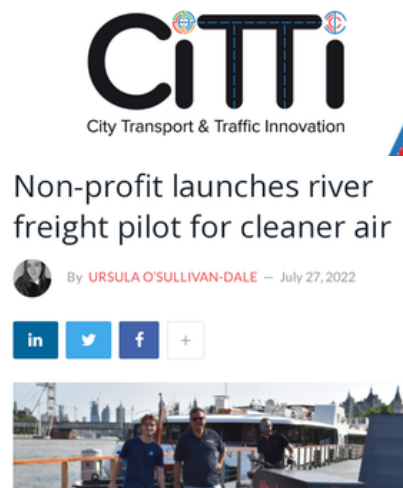 CiTTi
City Transport & Traffic Innovation
Non-profit launches river
freight pilot for cleaner air
By URSULA O'SULLIVAN-DALE — July 27, 2022
in
f
+